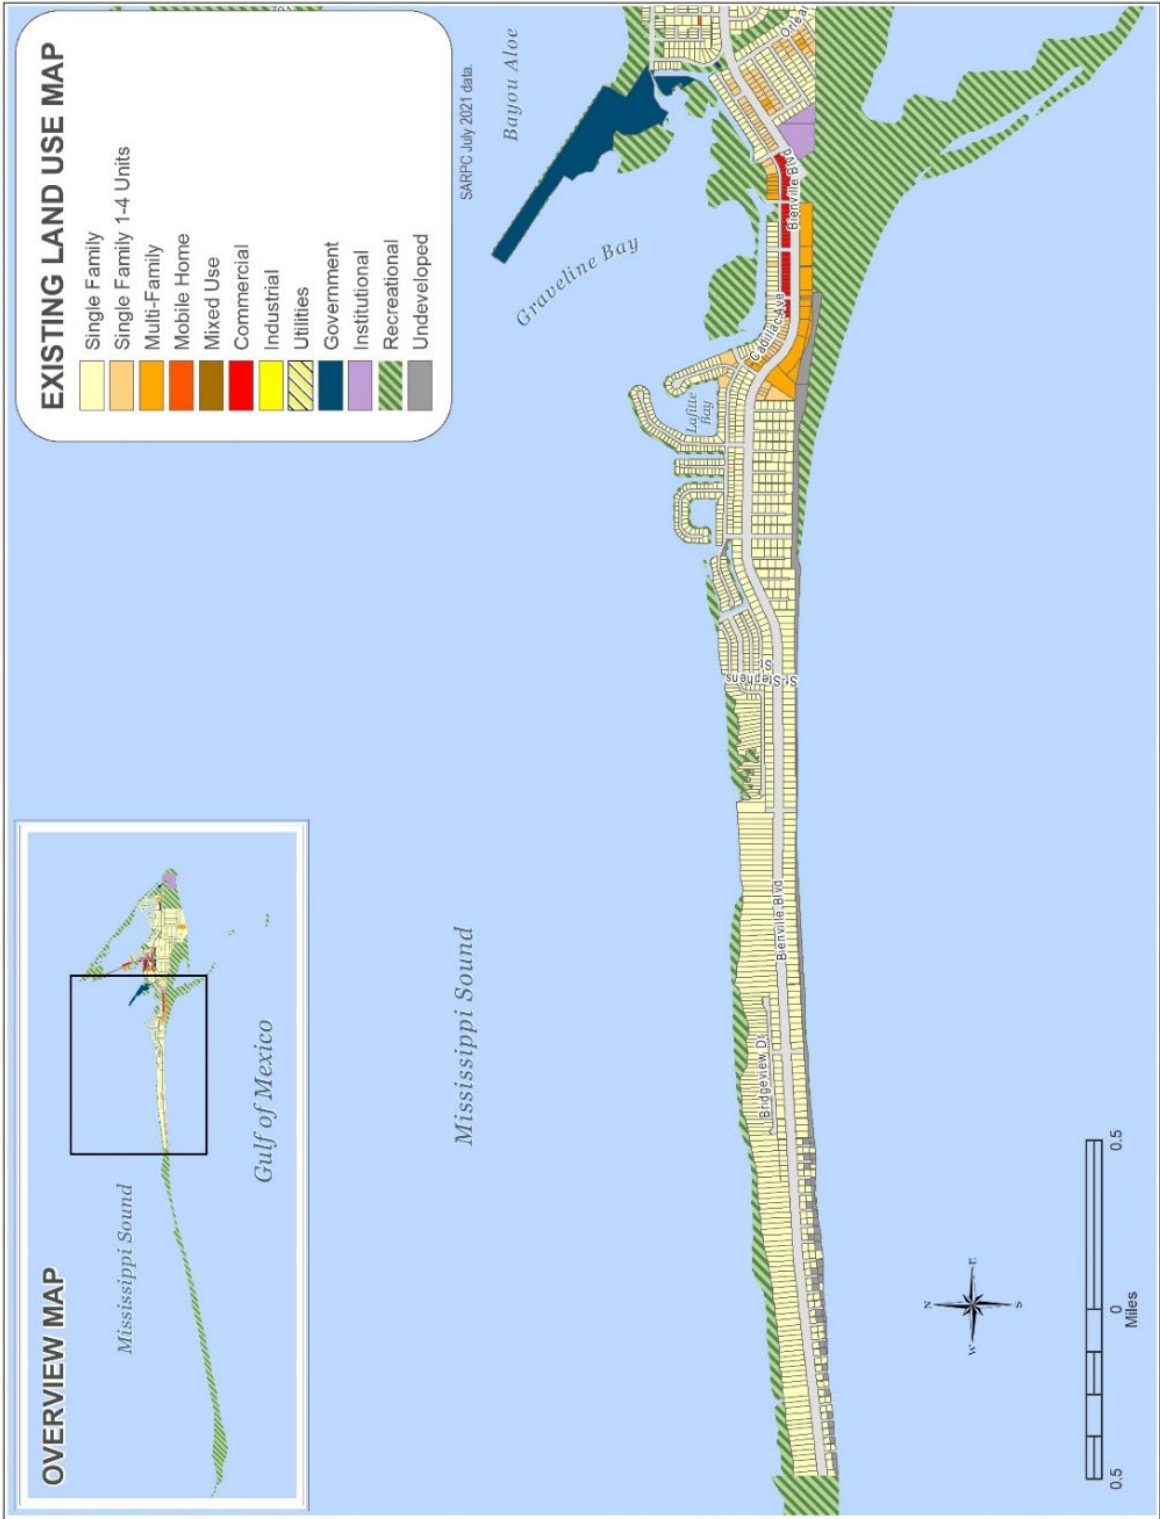 EXISTING LAND USE MAP
Single Family
Single Family 1-4 Units
Multi-Family
Mobile Home
Mixed Use
Commercial
Industrial
Utilities
Government
Institutional
Recreational
Undeveloped
SARPC July 2021 data.
OVERVIEW MAP
Mississippi Sound
Gulf of Mexico
Bayou Aloe
Graveline Bay
Lafitte
Bay
Mississippi Sound
Orlea
Bienville Blvd
Cadillac Ave
St Stephens
St
Bienville Blvd
Bridgeview D
N
W
E
S
0.5
0
0.5
Miles